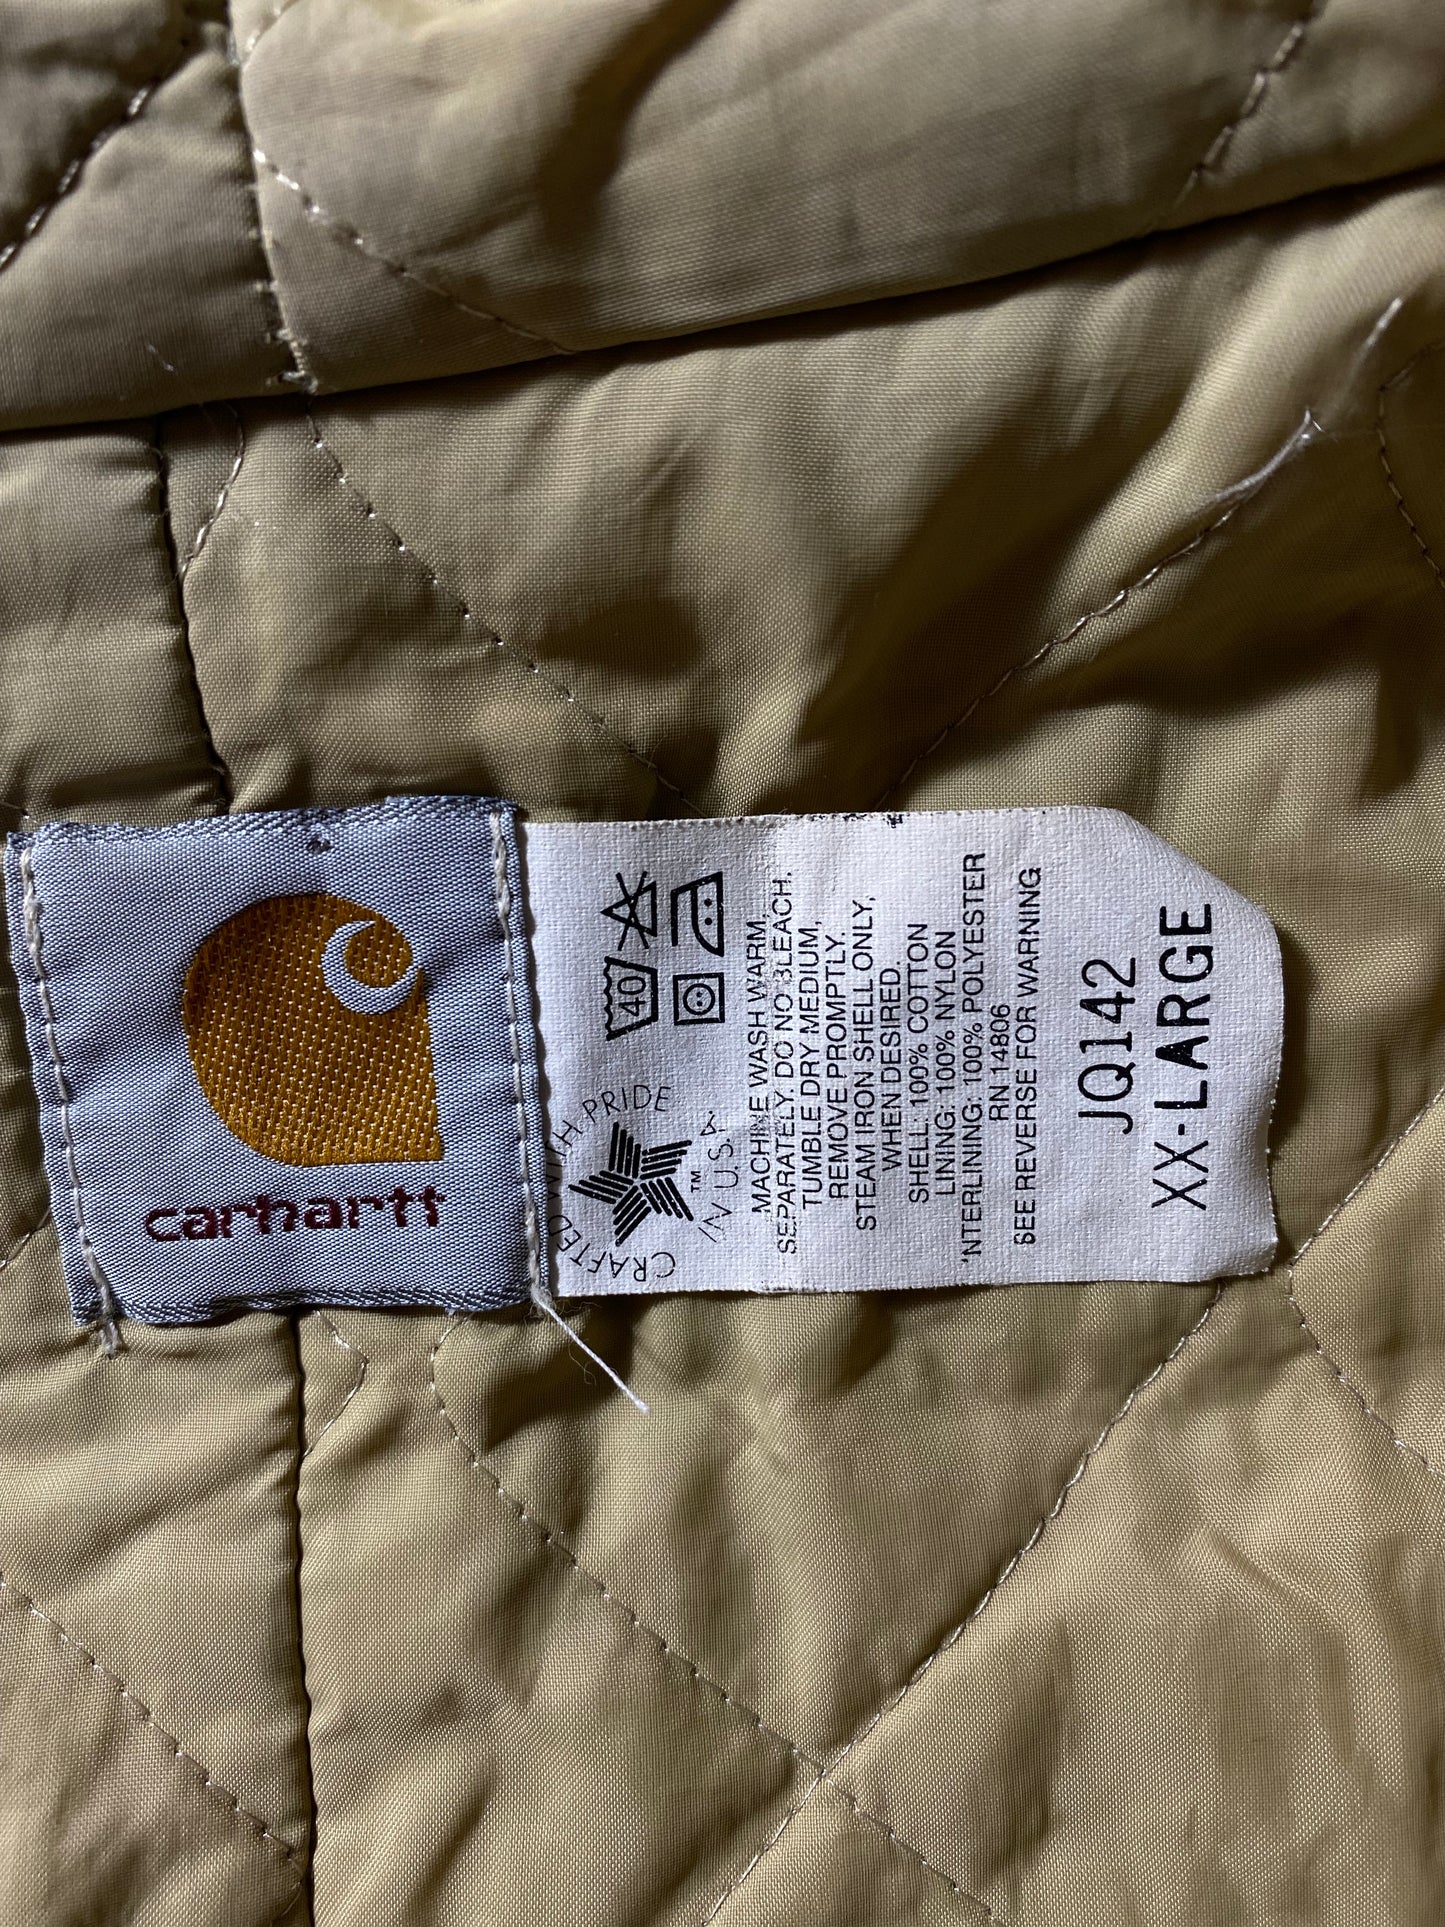 carhartt
CRAFTED WITH PRIDE
IN U.S.A.
TM
40
MACHINE WASH WARM,
SEPARATELY. DO NO BLEACH.
TUMBLE DRY MEDIUM,
REMOVE PROMPTLY.
STEAM IRON SHELL ONLY,
WHEN DESIRED.
SHELL: 100% COTTON
LINING: 100% NYLON
INTERLINING: 100% POLYESTER
RN 14806
SEE REVERSE FOR WARNING
JQ142
XX-LARGE